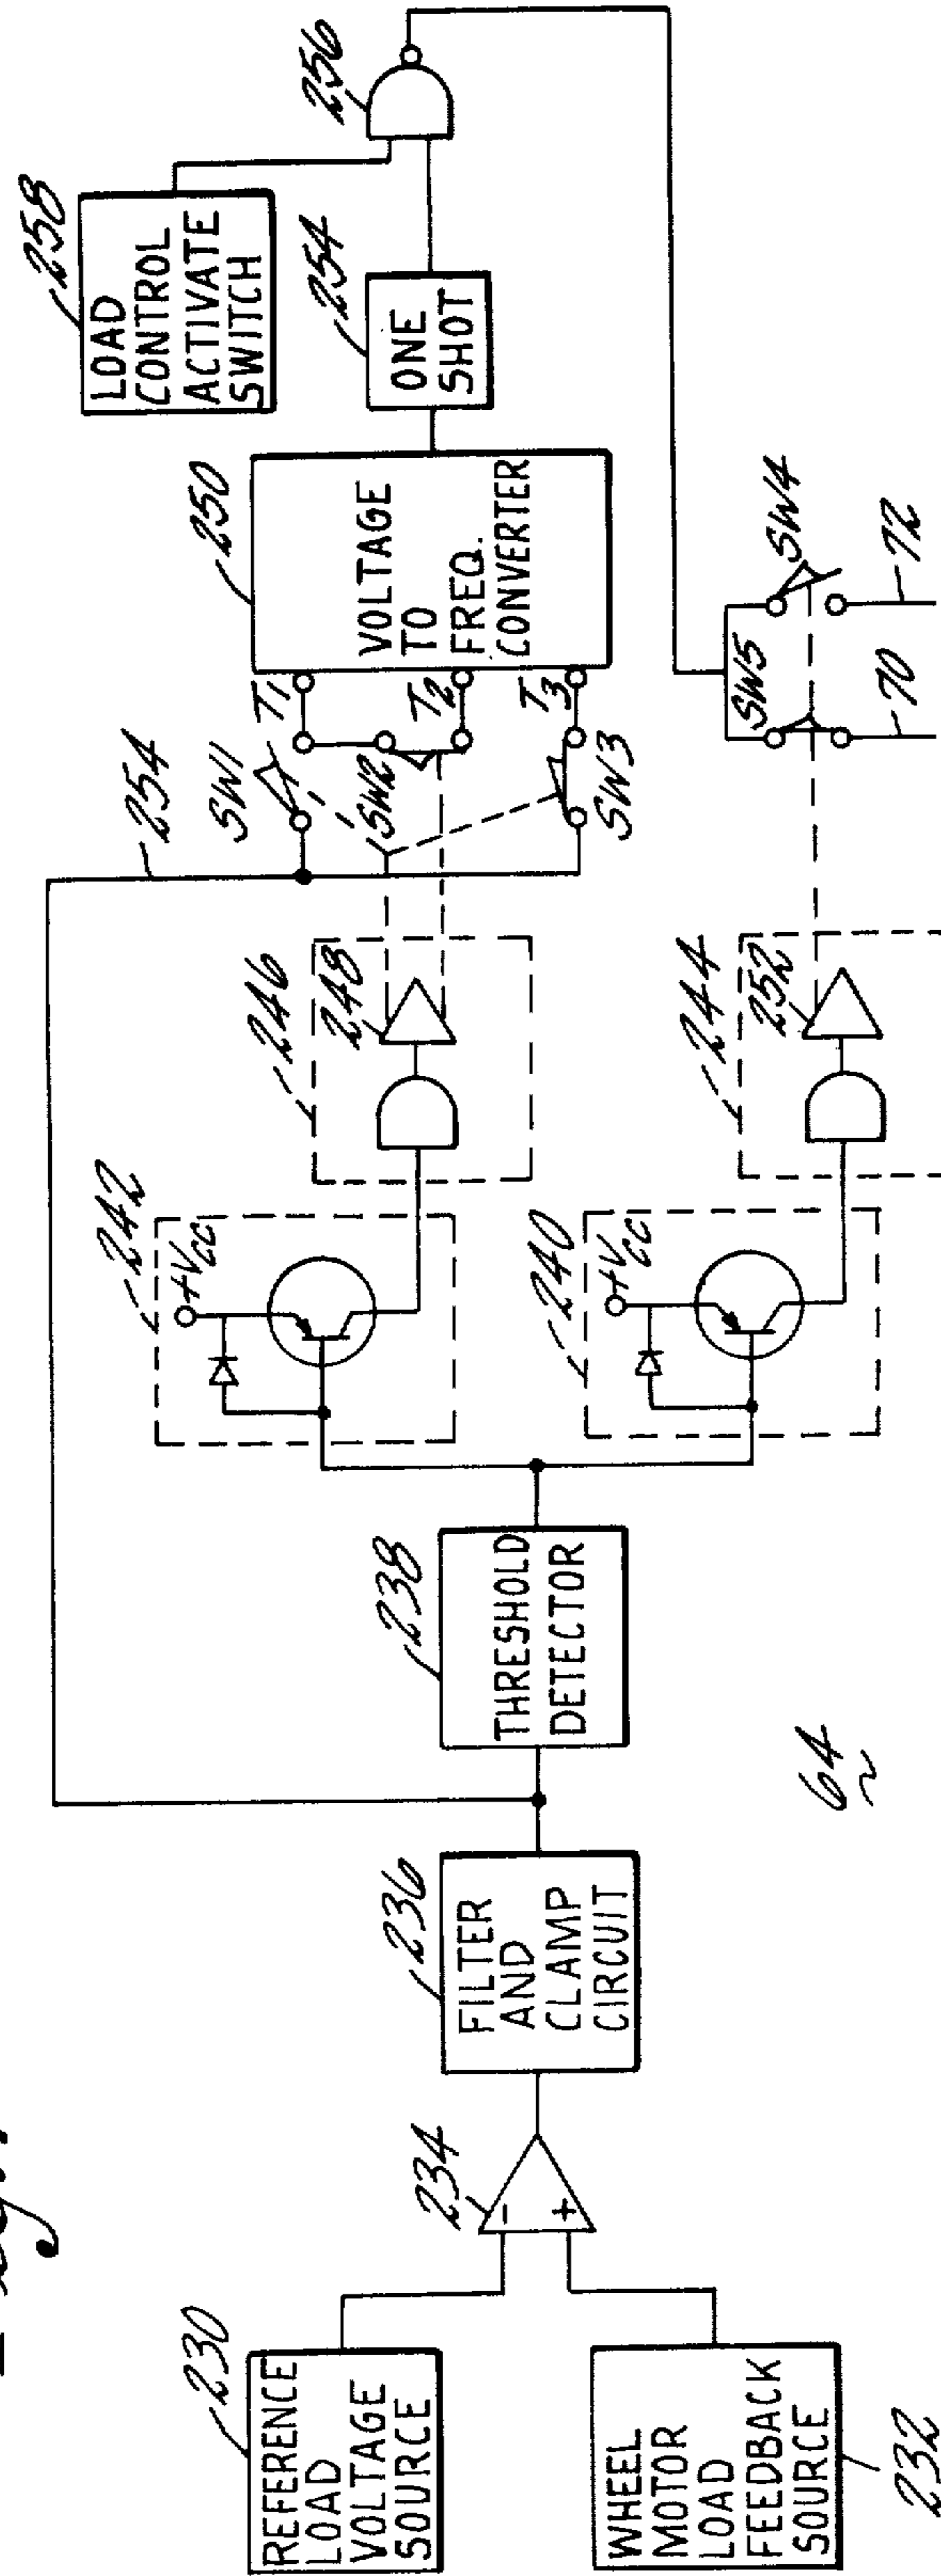 230
REFERENCE
LOAD
VOLTAGE
SOURCE
WHEEL
MOTOR
LOAD
FEEDBACK
SOURCE
232
234
-
+
236
FILTER
AND
CLAMP
CIRCUIT
238
THRESHOLD
DETECTOR
64
242
+VCC
240
+VCC
246
248
244
252
254
SW1
SW2
SW3
T1
T2
T3
250
VOLTAGE
TO
FREQ.
CONVERTER
254
ONE
SHOT
258
LOAD
CONTROL
ACTIVATE
SWITCH
256
SW5
SW4
70
72